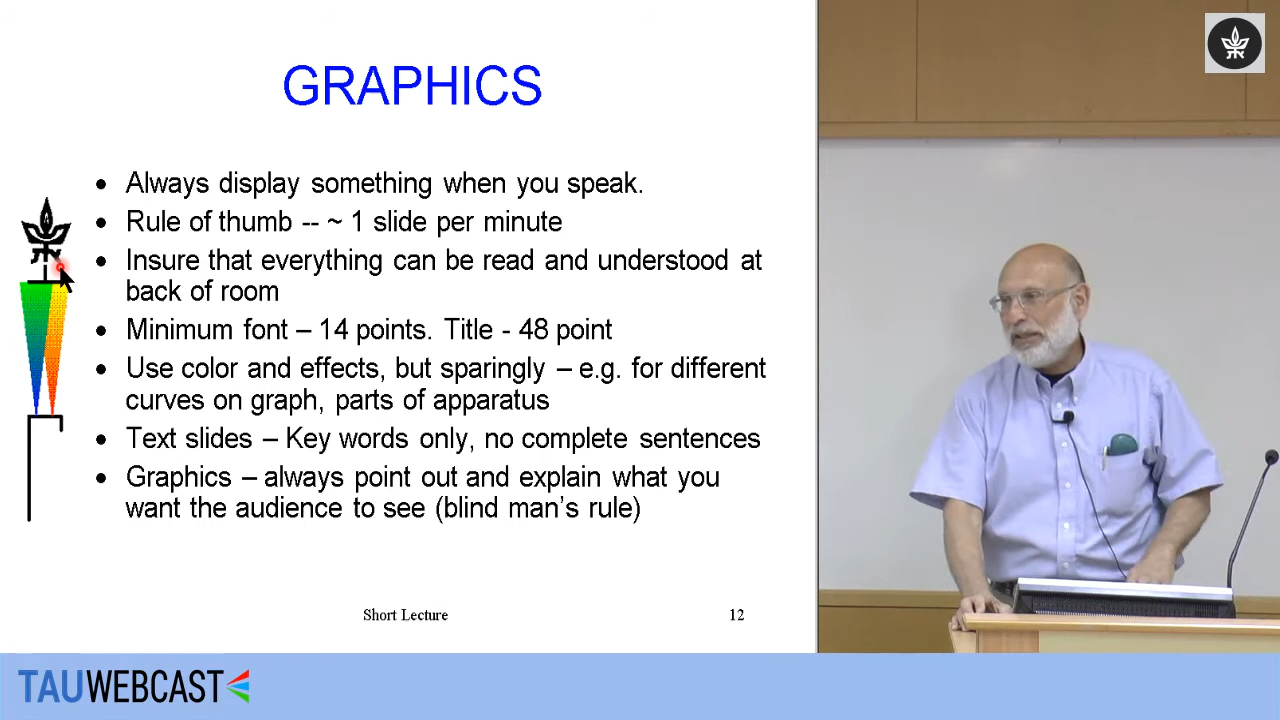 GRAPHICS
• Always display something when you speak.
• Rule of thumb -- ~ 1 slide per minute
• Insure that everything can be read and understood at
back of room
• Minimum font – 14 points. Title - 48 point
• Use color and effects, but sparingly – e.g. for different
curves on graph, parts of apparatus
• Text slides – Key words only, no complete sentences
• Graphics – always point out and explain what you
want the audience to see (blind man’s rule)
Short Lecture
12
TAUWEBCAST